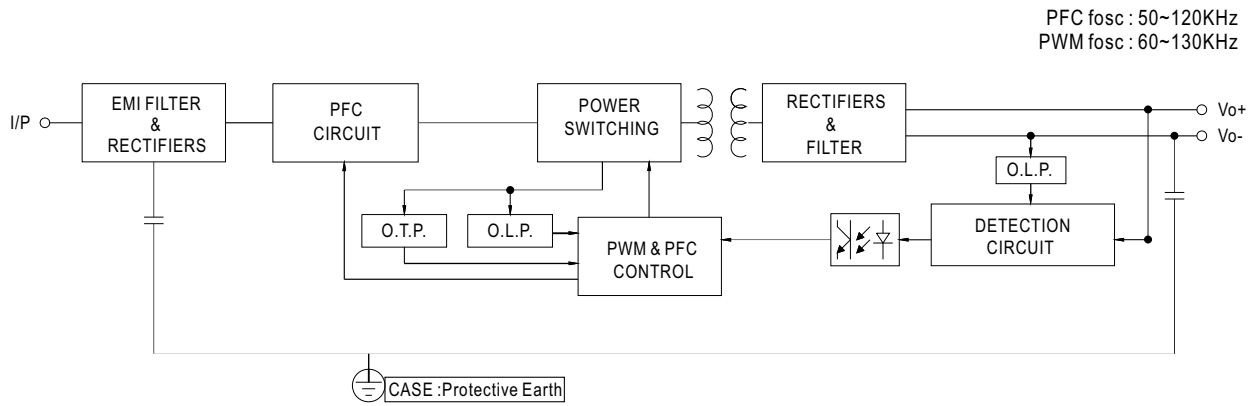 PFC fosc : 50~120KHz
PWM fosc : 60~130KHz
I/P
EMI FILTER
&
RECTIFIERS
PFC
CIRCUIT
POWER
SWITCHING
RECTIFIERS
&
FILTER
Vo+
Vo-
O.L.P.
O.T.P.
O.L.P.
PWM & PFC
CONTROL
DETECTION
CIRCUIT
CASE :Protective Earth